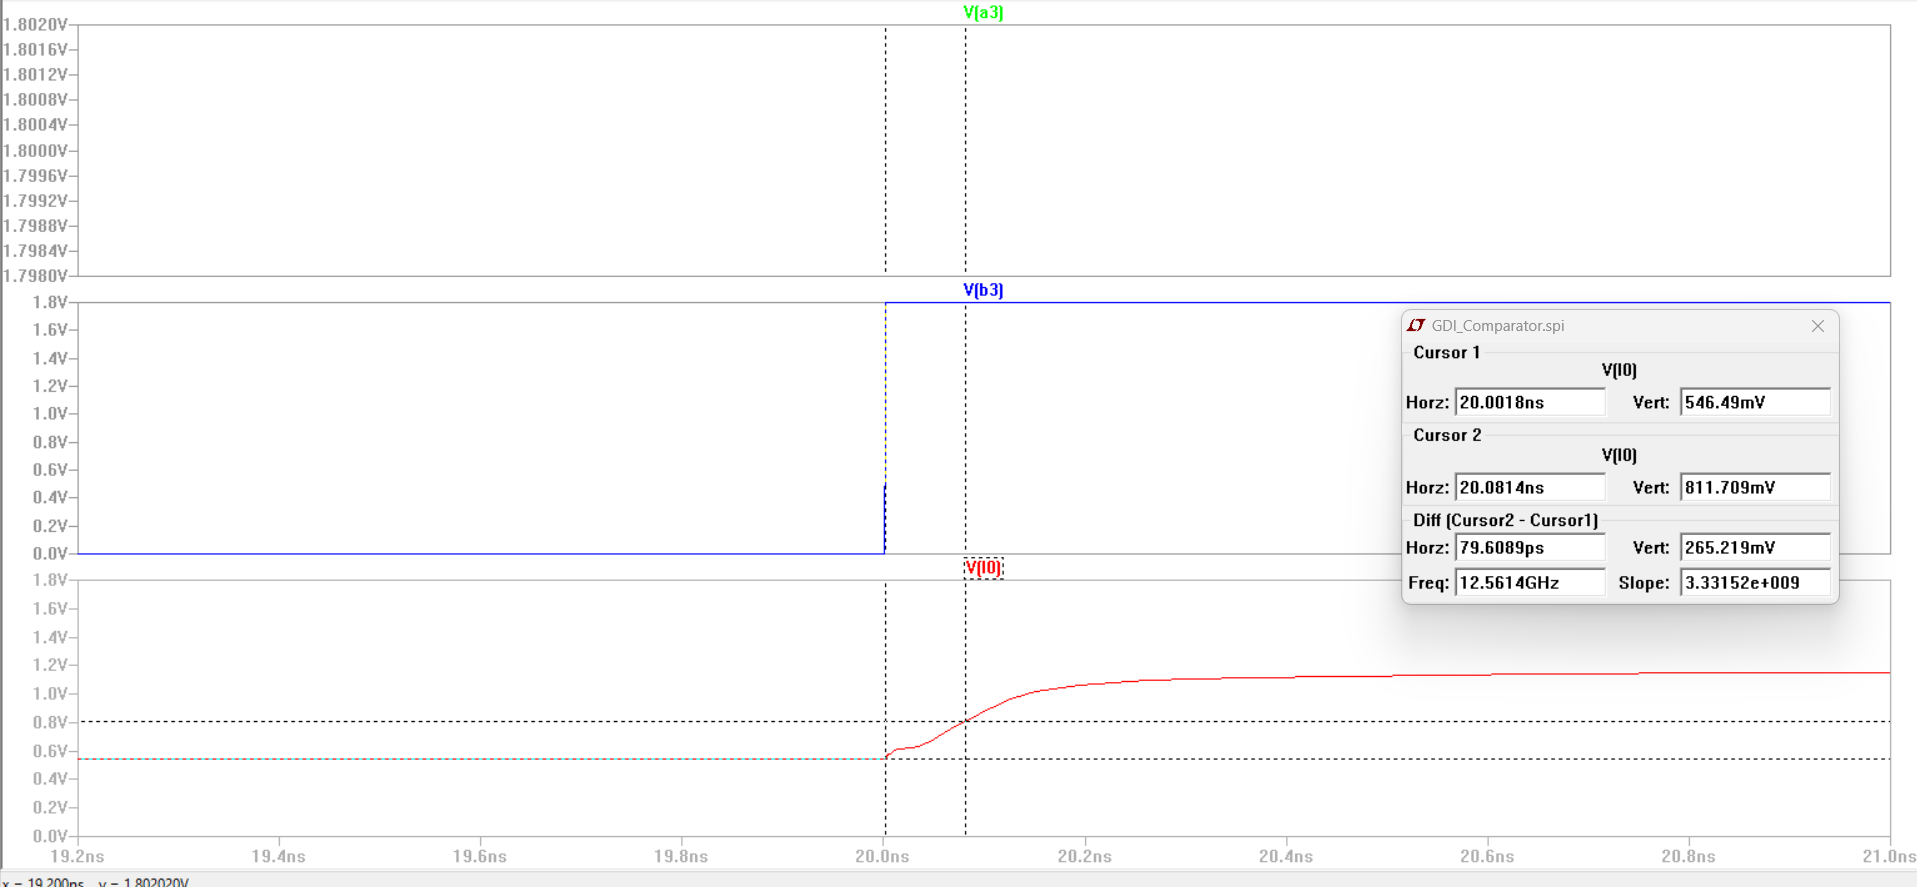 V(a3)
1.8020V
1.8016V
1.8012V
1.8008V
1.8004V
1.8000V
1.7996V
1.7992V
1.7988V
1.7984V
1.7980V
V(b3)
1.8V
1.6V
1.4V
1.2V
1.0V
0.8V
0.6V
0.4V
0.2V
0.0V
V(I0)
1.8V
1.6V
1.4V
1.2V
1.0V
0.8V
0.6V
0.4V
0.2V
0.0V
19.2ns 19.4ns 19.6ns 19.8ns 20.0ns 20.2ns 20.4ns 20.6ns 20.8ns 21.0ns
GDI_Comparator.spi
Cursor 1
V(I0)
Horz: 20.0018ns Vert: 546.49mV
Cursor 2
V(I0)
Horz: 20.0814ns Vert: 811.709mV
Diff (Cursor2 - Cursor1)
Horz: 79.6089ps Vert: 265.219mV
Freq: 12.5614GHz Slope: 3.33152e+009
x = 19.200ns y = 1.802020V